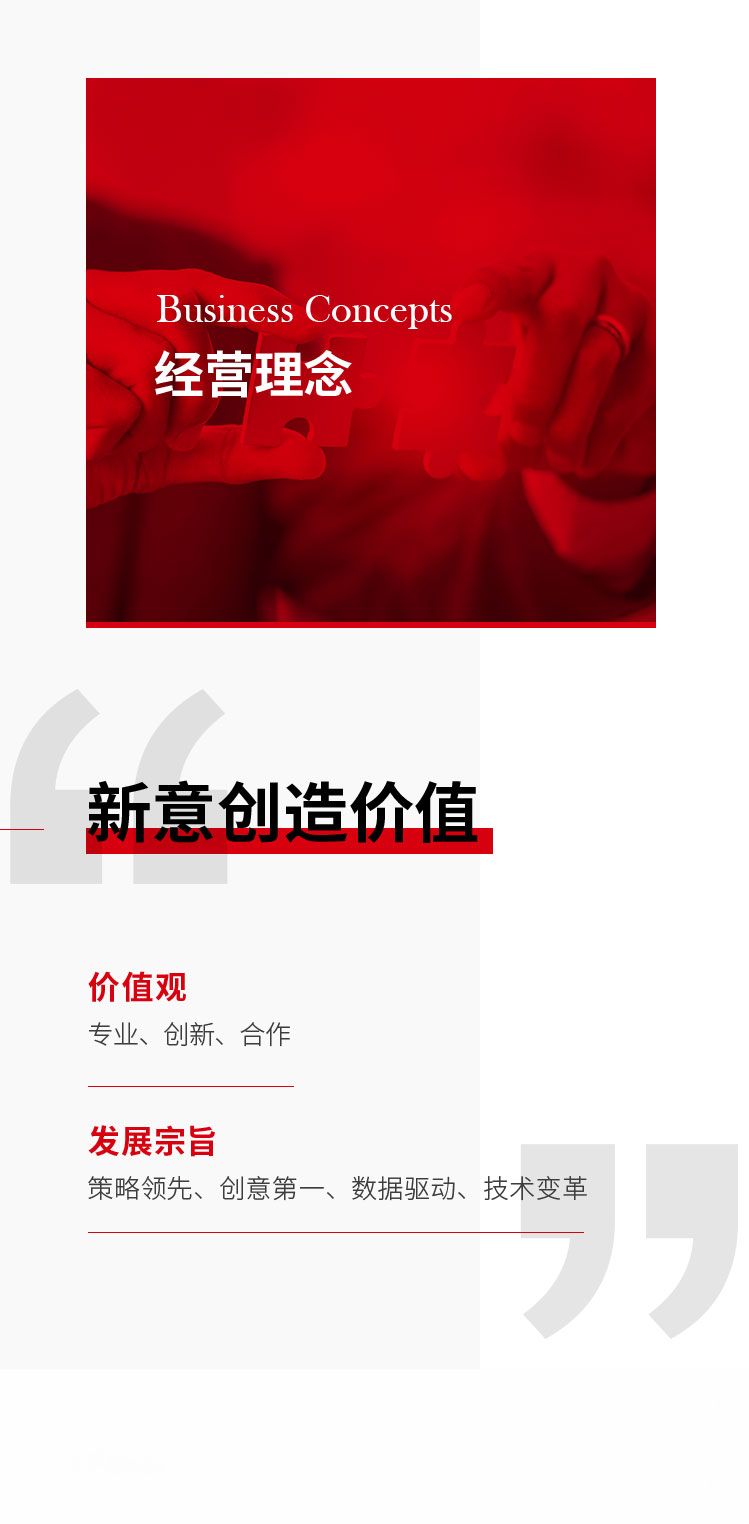 Business Concepts
经营理念
新意创造价值
价值观
专业、创新、合作
发展宗旨
策略领先、创意第一、数据驱动、技术变革